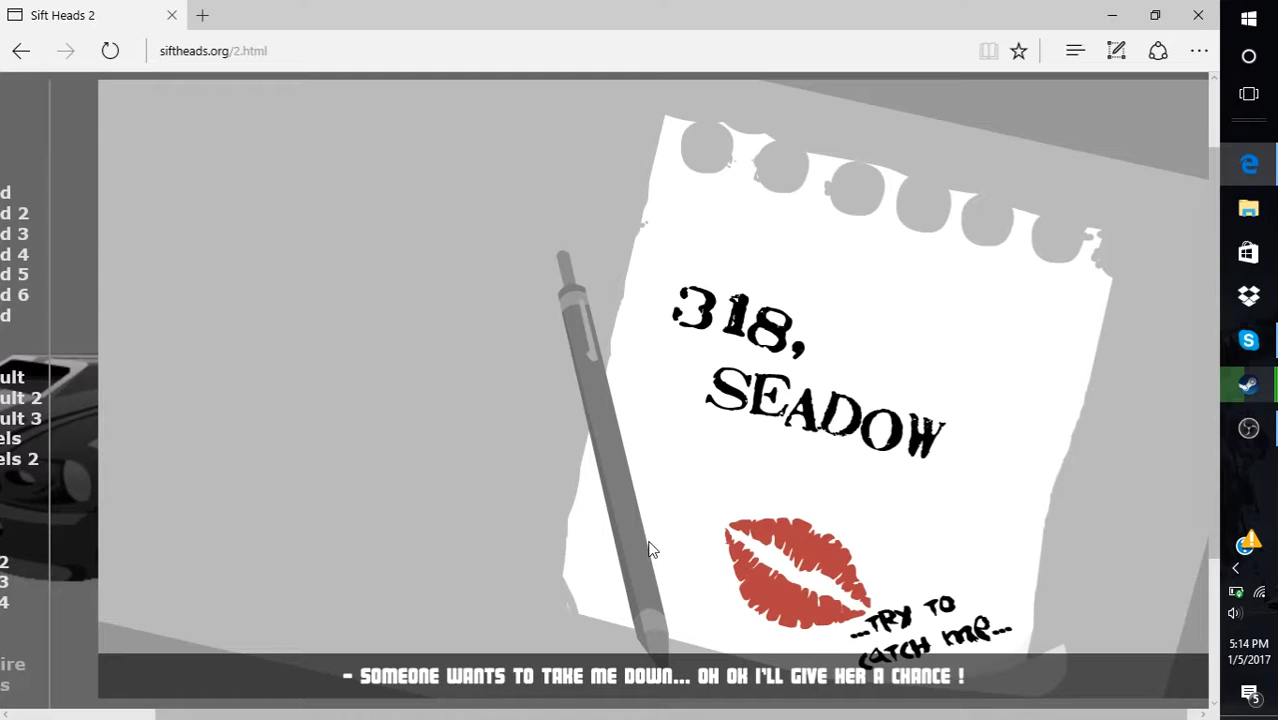 Sift Heads 2
siftheads.org/2.html
d
d 2
d 3
d 4
d 5
d 6
d
ult
ult 2
ult 3
els
els 2
2
3
4
ire
s
318,
SEADOW
...TRY TO
CATCH ME...
- SOMEONE WANTS TO TAKE ME DOWN... OH OK I'LL GIVE HER A CHANCE !
5:14 PM
1/5/2017
5